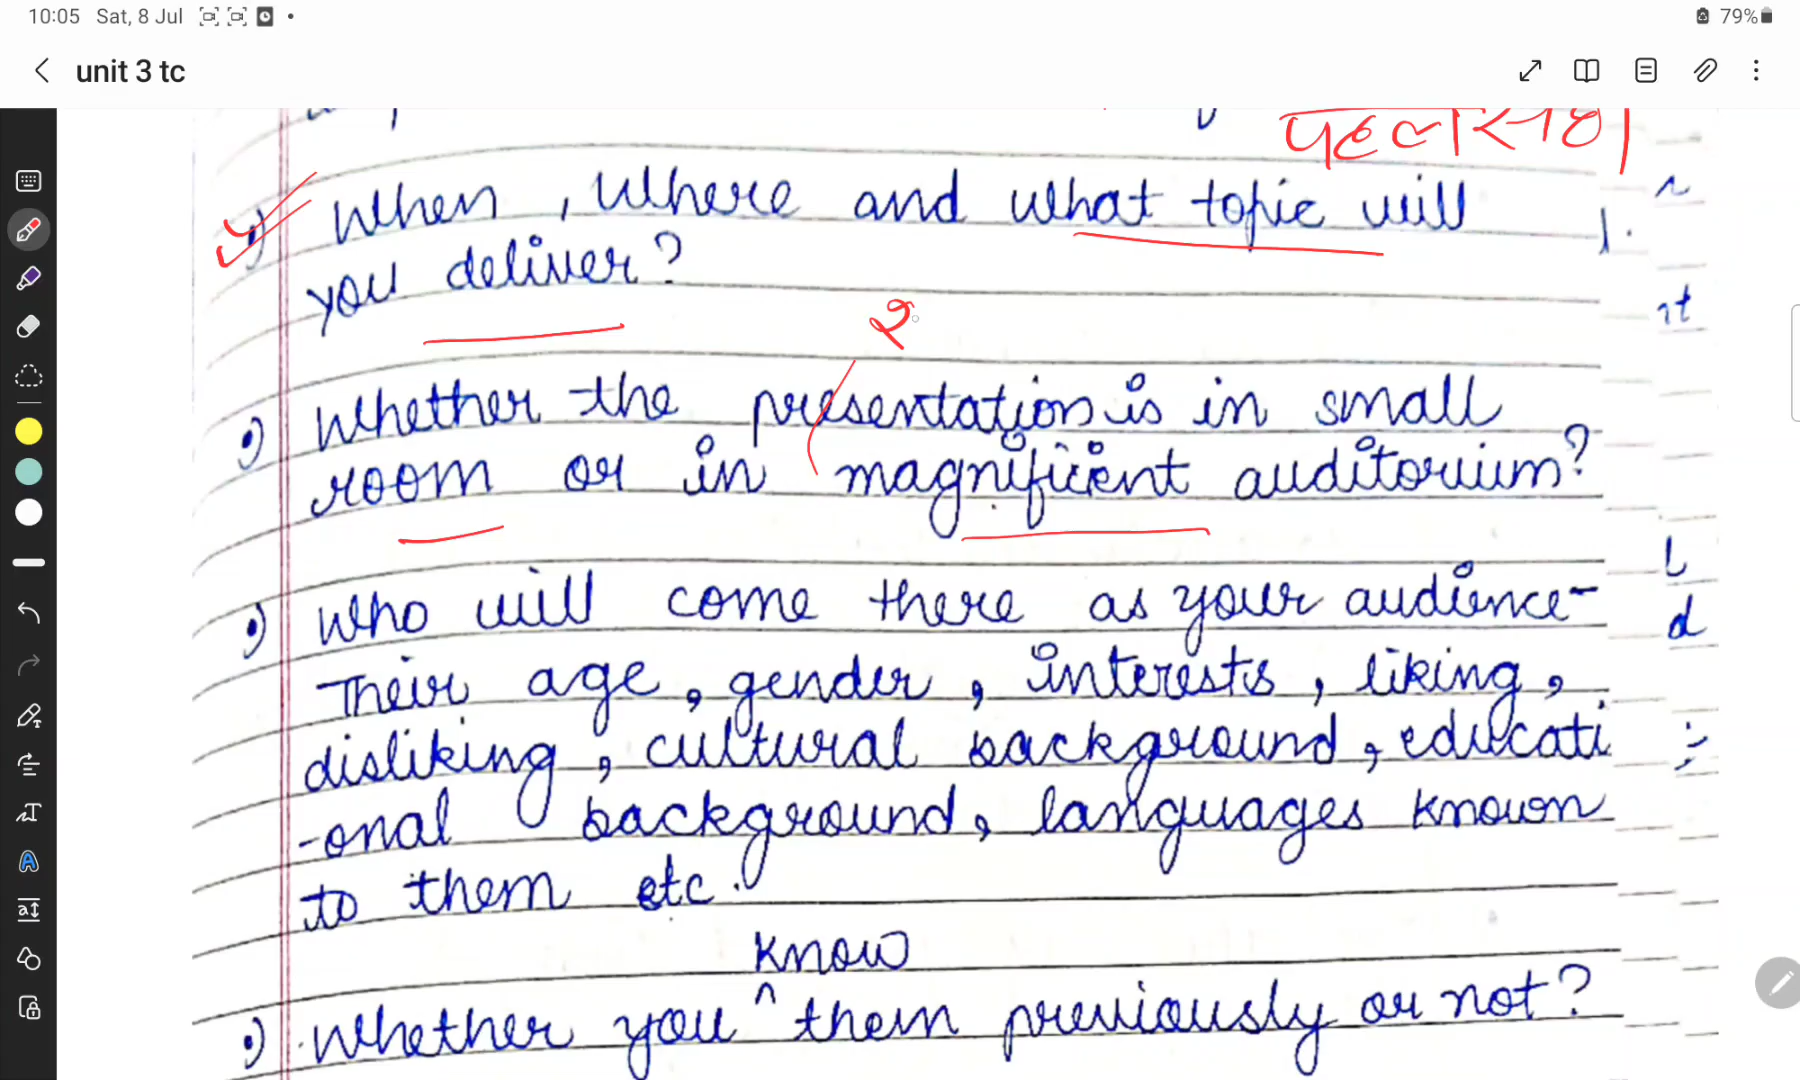 10:05 Sat, 8 Jul
79%
unit 3 tc
When, Where and what topic will
you deliver?
२
Whether the presentation is in small
room or in magnificient auditorium?
Who will come there as your audience-
Their age, gender, interests, liking,
disliking, cultural background, educati
-onal background, languages known
to them etc.
know
Whether you ^ them previously or not?